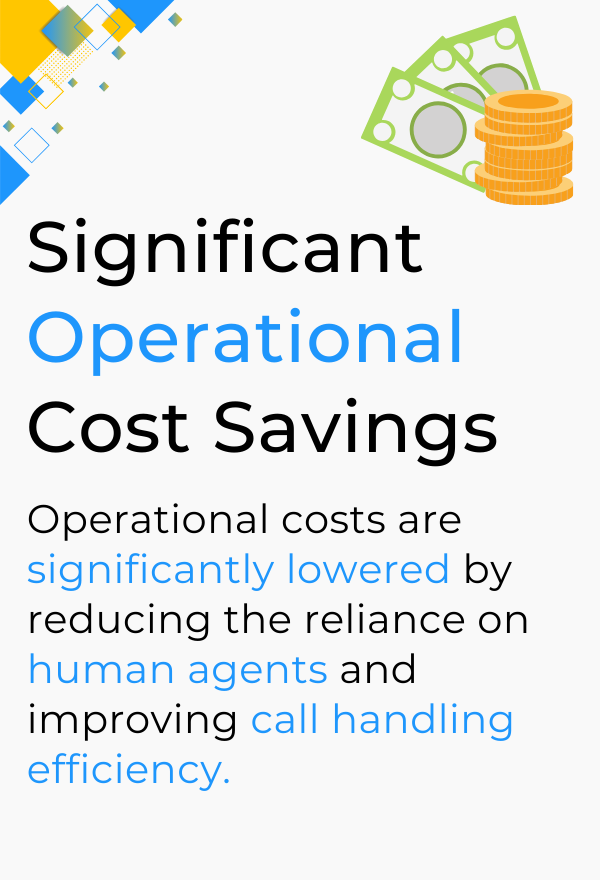 Significant
Operational
Cost Savings
Operational costs are
significantly lowered by
reducing the reliance on
human agents and
improving call handling
efficiency.